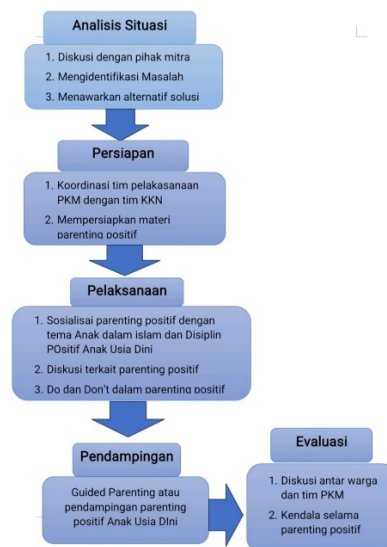 Analisis Situasi
1. Diskusi dengan pihak mitra
2. Mengidentifikasi Masalah
3. Menawarkan alternatif solusi
Persiapan
1. Koordinasi tim pelakasanaan
PKM dengan tim KKN
2. Mempersiapkan materi
parenting positif
Pelaksanaan
1. Sosialisai parenting positif dengan
tema Anak dalam islam dan Disiplin
POsitif Anak Usia Dini
2. Diskusi terkait parenting positif
3. Do dan Don't dalam parenting positif
Pendampingan
Guided Parenting atau
pendampingan parenting
positif Anak Usia DIni
Evaluasi
1. Diskusi antar warga
dan tim PKM
2. Kendala selama
parenting positif